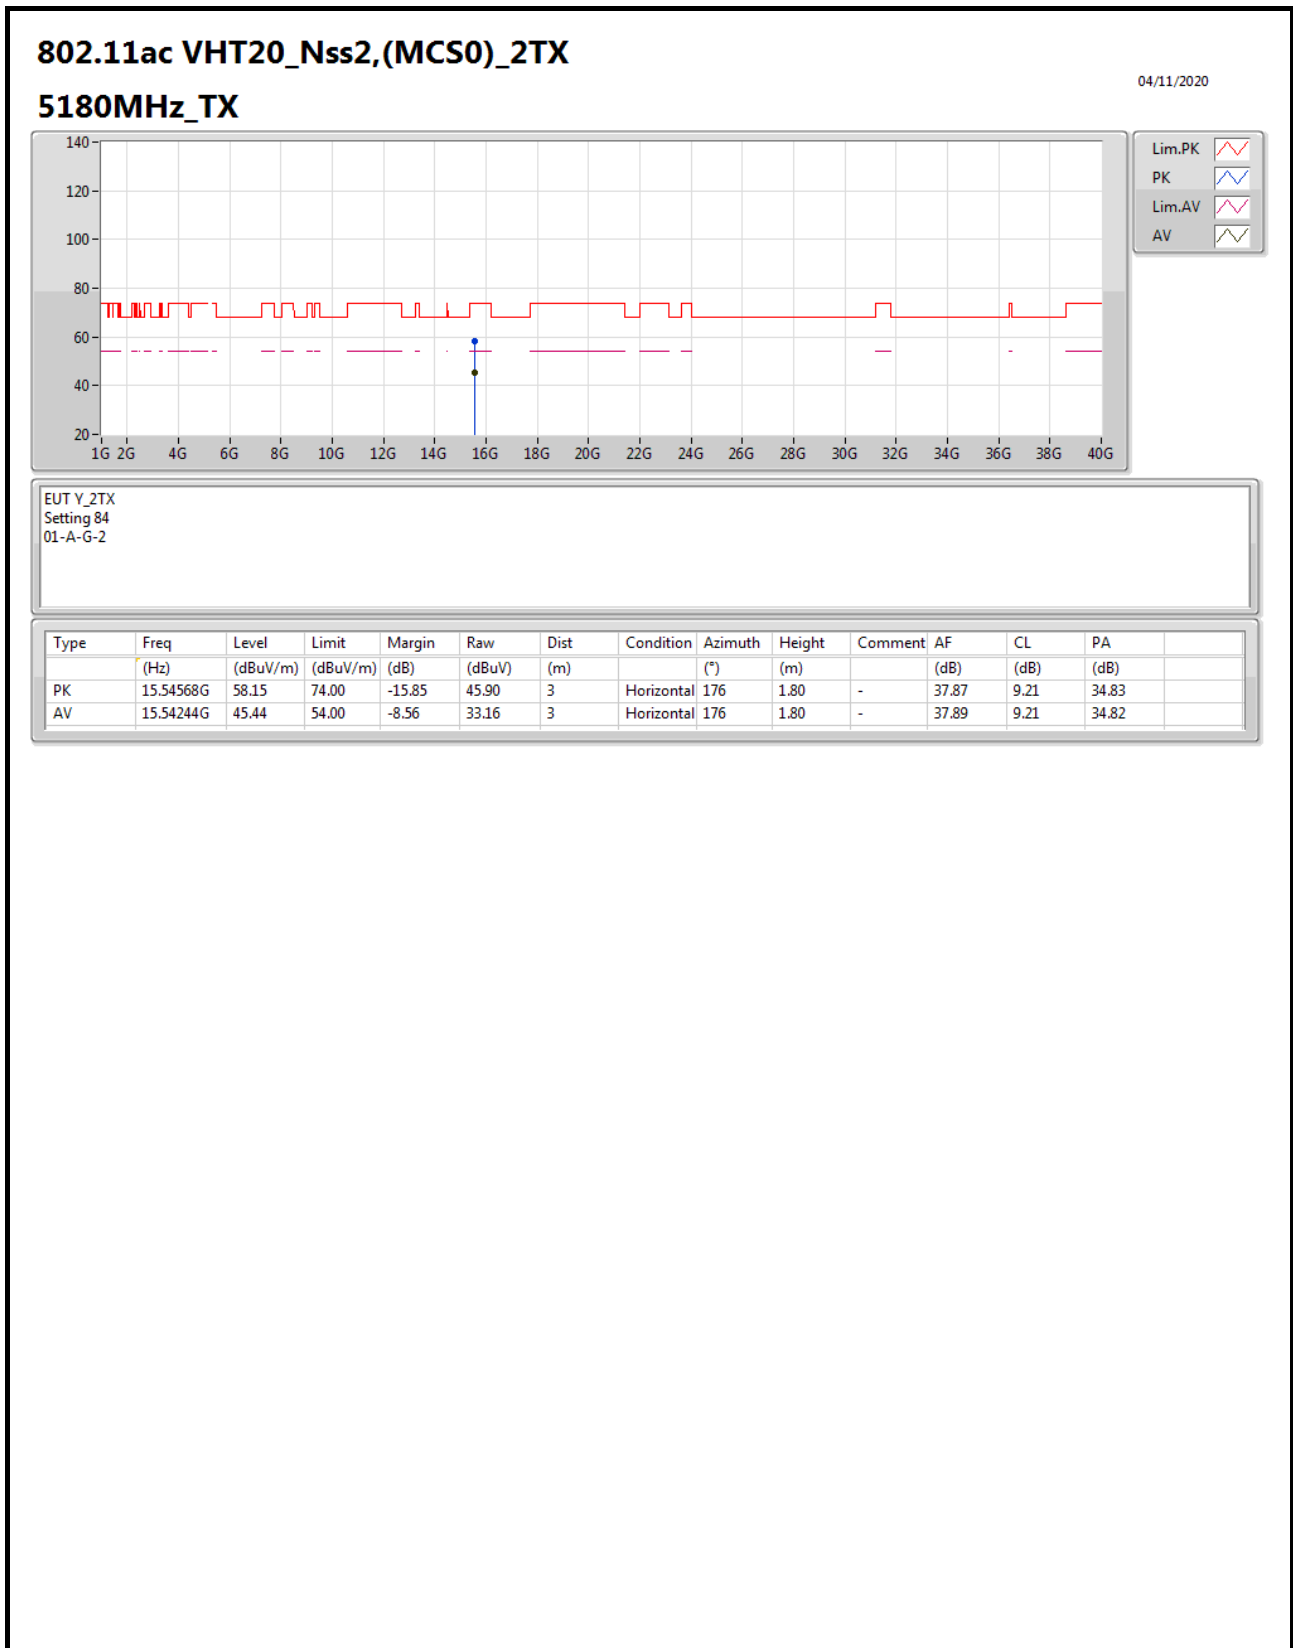 802.11ac VHT20_Nss2,(MCS0)_2TX
04/11/2020
5180MHz_TX
140
120
100
80
60
40
20
1G 2G 4G 6G 8G 10G 12G 14G 16G 18G 20G 22G 24G 26G 28G 30G 32G 34G 36G 38G 40G
Lim.PK
PK
Lim.AV
AV
EUT Y_2TX
Setting 84
01-A-G-2
Type Freq Level Limit Margin Raw Dist Condition Azimuth Height Comment AF CL PA
(Hz) (dBuV/m) (dBuV/m) (dB) (dBuV) (m) (°) (m) (dB) (dB) (dB)
PK 15.54568G 58.15 74.00 -15.85 45.90 3 Horizontal 176 1.80 - 37.87 9.21 34.83
AV 15.54244G 45.44 54.00 -8.56 33.16 3 Horizontal 176 1.80 - 37.89 9.21 34.82